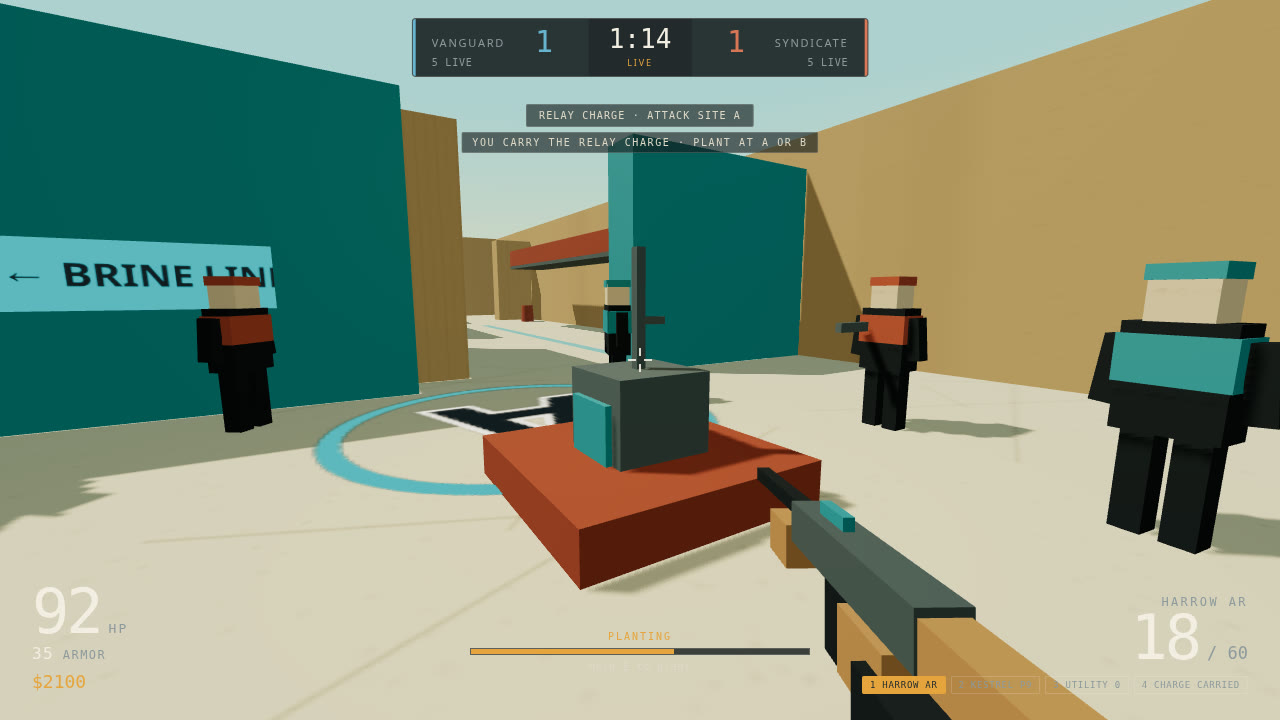 VANGUARD 1 1:14 1 SYNDICATE
5 LIVE LIVE 5 LIVE
RELAY CHARGE · ATTACK SITE A
YOU CARRY THE RELAY CHARGE · PLANT AT A OR B
← BRINE LINE
92 HP
35 ARMOR
$2100
PLANTING
HARROW AR
18 / 60
1 HARROW AR UTILITY 0 4 CHARGE CARRIED